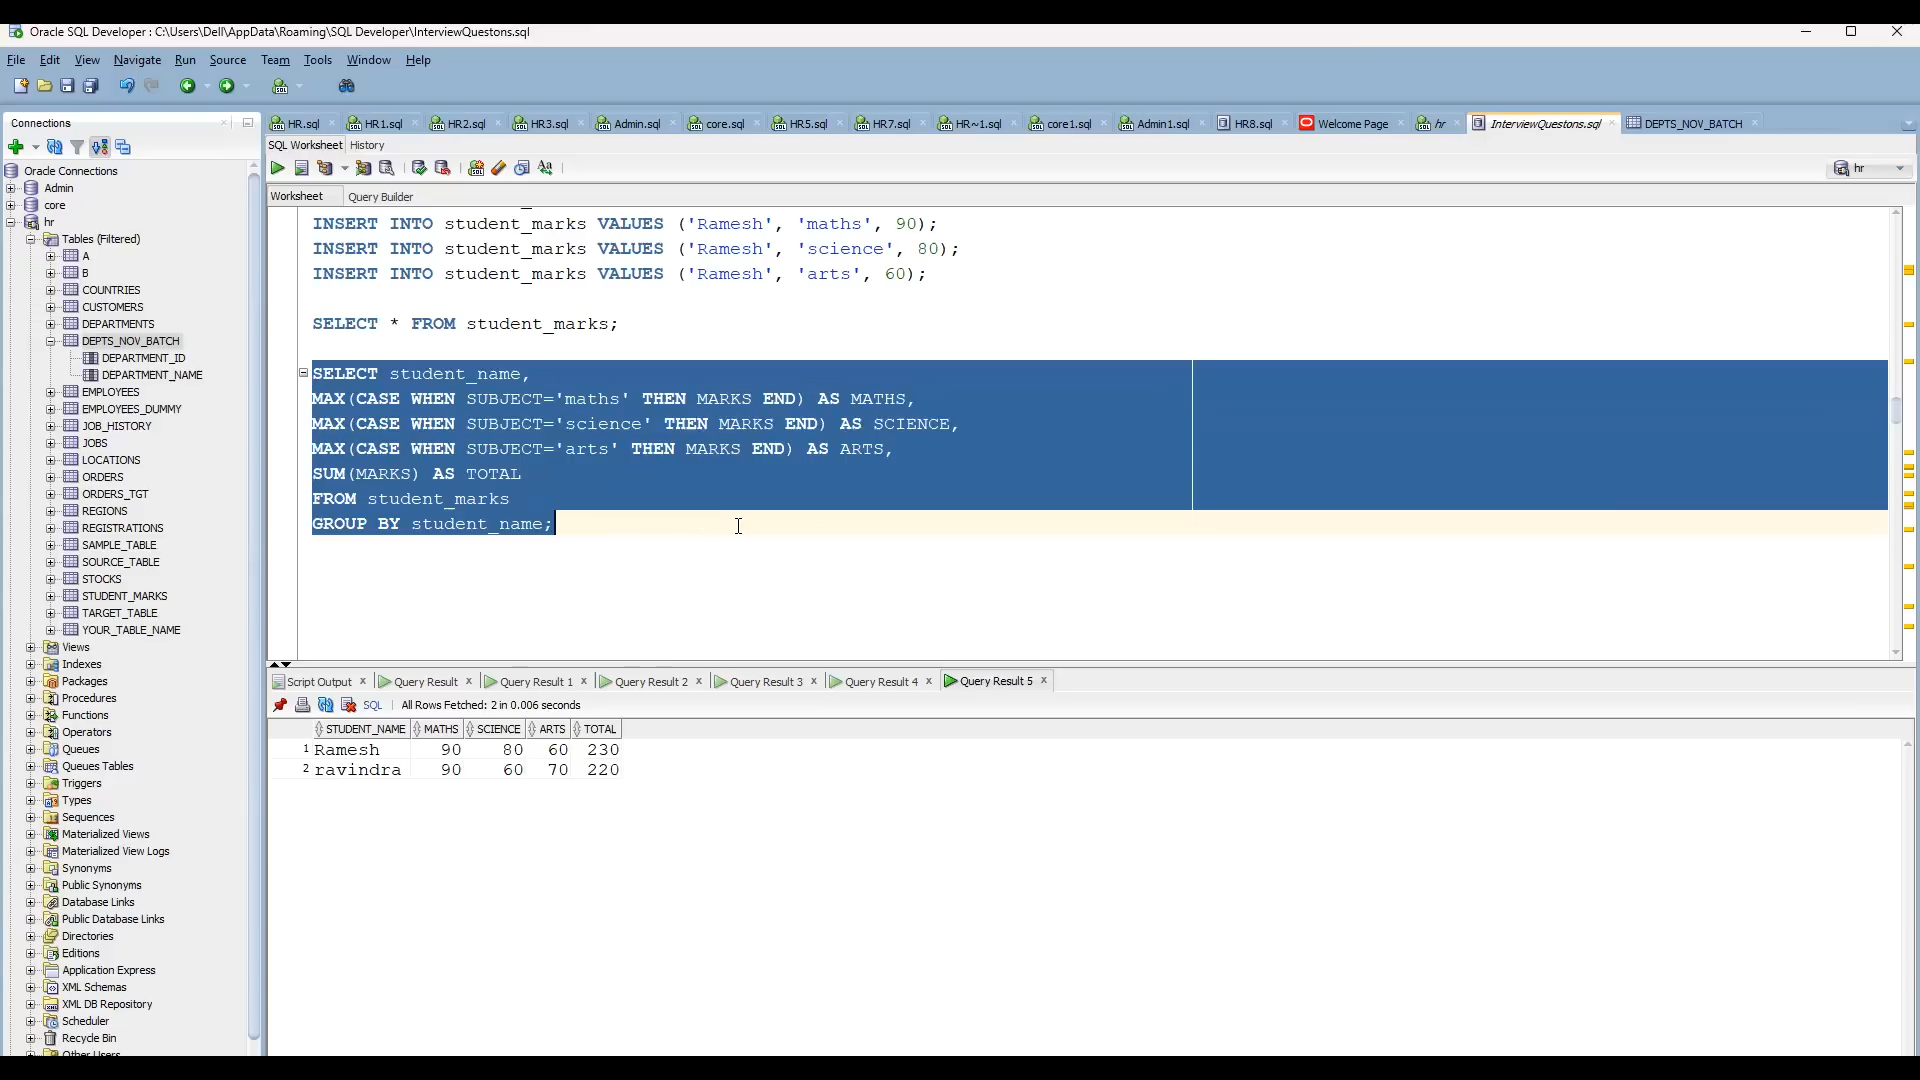 Oracle SQL Developer : C:\Users\Dell\AppData\Roaming\SQL Developer\InterviewQuestons.sql
File Edit View Navigate Run Source Team Tools Window Help
Connections
HR.sql HR1.sql HR2.sql HR3.sql Admin.sql core.sql HR5.sql HR7.sql HR~1.sql core1.sql Admin1.sql HR8.sql Welcome Page hr InterviewQuestons.sql DEPTS_NOV_BATCH
SQL Worksheet History
hr
Worksheet Query Builder
Oracle Connections
Admin
core
hr
Tables (Filtered)
A
B
COUNTRIES
CUSTOMERS
DEPARTMENTS
DEPTS_NOV_BATCH
DEPARTMENT_ID
DEPARTMENT_NAME
EMPLOYEES
EMPLOYEES_DUMMY
JOB_HISTORY
JOBS
LOCATIONS
ORDERS
ORDERS_TGT
REGIONS
REGISTRATIONS
SAMPLE_TABLE
SOURCE_TABLE
STOCKS
STUDENT_MARKS
TARGET_TABLE
YOUR_TABLE_NAME
Views
Indexes
Packages
Procedures
Functions
Operators
Queues
Queues Tables
Triggers
Types
Sequences
Materialized Views
Materialized View Logs
Synonyms
Public Synonyms
Database Links
Public Database Links
Directories
Editions
Application Express
XML Schemas
XML DB Repository
Scheduler
Recycle Bin
Other Users
INSERT INTO student_marks VALUES ('Ramesh', 'maths', 90);
INSERT INTO student_marks VALUES ('Ramesh', 'science', 80);
INSERT INTO student_marks VALUES ('Ramesh', 'arts', 60);
SELECT * FROM student_marks;
SELECT student_name,
MAX(CASE WHEN SUBJECT='maths' THEN MARKS END) AS MATHS,
MAX(CASE WHEN SUBJECT='science' THEN MARKS END) AS SCIENCE,
MAX(CASE WHEN SUBJECT='arts' THEN MARKS END) AS ARTS,
SUM(MARKS) AS TOTAL
FROM student_marks
GROUP BY student_name;
Script Output Query Result Query Result 1 Query Result 2 Query Result 3 Query Result 4 Query Result 5
SQL All Rows Fetched: 2 in 0.006 seconds
STUDENT_NAME MATHS SCIENCE ARTS TOTAL
1 Ramesh 90 80 60 230
2 ravindra 90 60 70 220